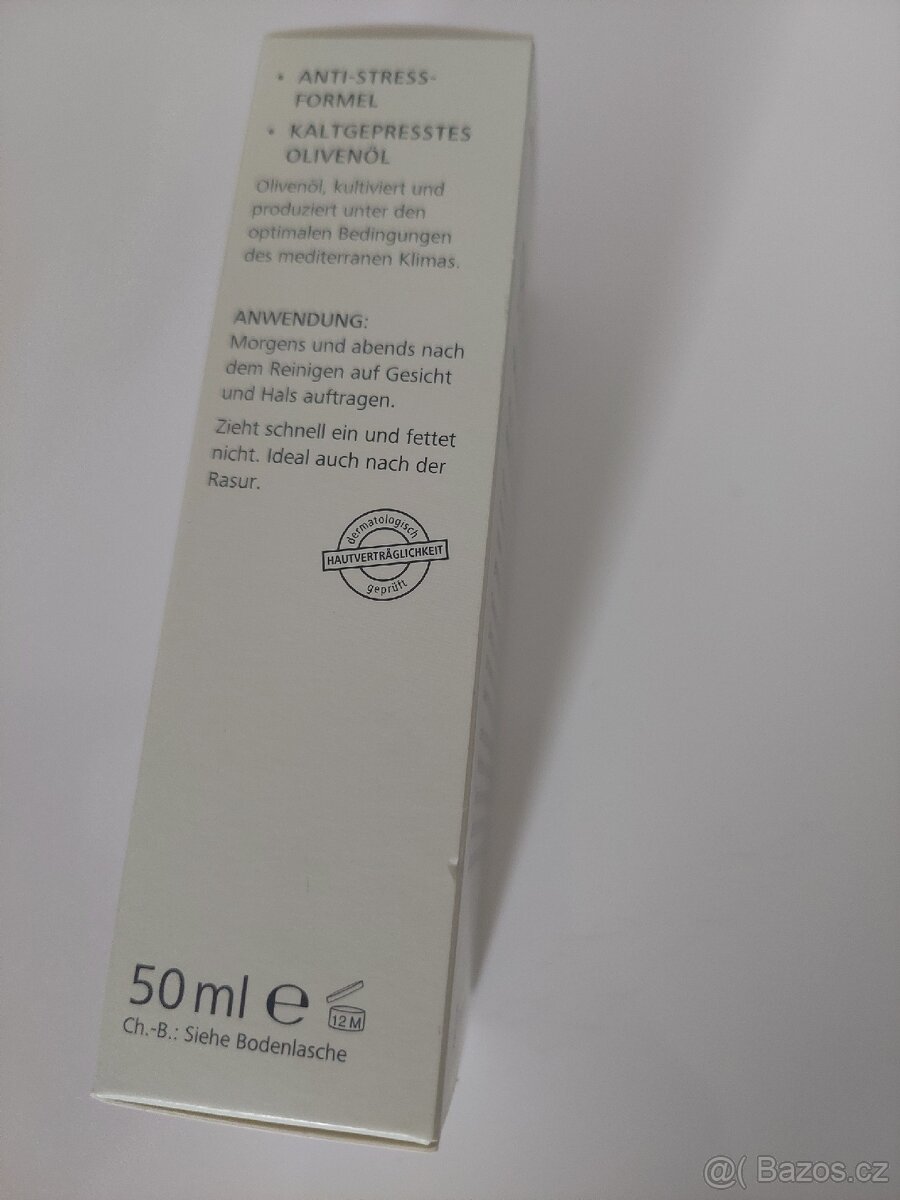 • ANTI-STRESS-
FORMEL
• KALTGEPRESSTES
OLIVENÖL
Olivenöl, kultiviert und
produziert unter den
optimalen Bedingungen
des mediterranen Klimas.
ANWENDUNG:
Morgens und abends nach
dem Reinigen auf Gesicht
und Hals auftragen.
Zieht schnell ein und fettet
nicht. Ideal auch nach der
Rasur.
dermatologisch
HAUTVERTRÄGLICHKEIT
geprüft
50 ml e
12 M
Ch.-B.: Siehe Bodenlasche
@( Bazos.cz